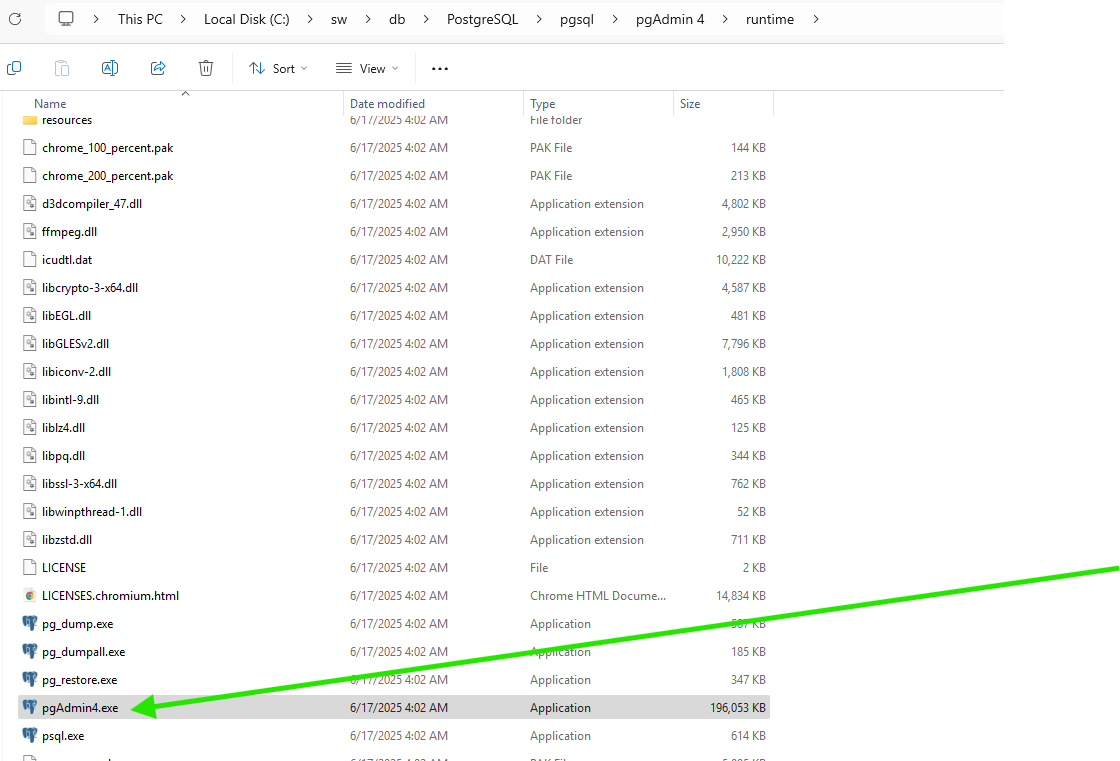 This PC > Local Disk (C:) > sw > db > PostgreSQL > pgsql > pgAdmin 4 > runtime >
Sort View ...
Name Date modified Type Size
resources 6/17/2025 4:02 AM File folder
chrome_100_percent.pak 6/17/2025 4:02 AM PAK File 144 KB
chrome_200_percent.pak 6/17/2025 4:02 AM PAK File 213 KB
d3dcompiler_47.dll 6/17/2025 4:02 AM Application extension 4,802 KB
ffmpeg.dll 6/17/2025 4:02 AM Application extension 2,950 KB
icudtl.dat 6/17/2025 4:02 AM DAT File 10,222 KB
libcrypto-3-x64.dll 6/17/2025 4:02 AM Application extension 4,587 KB
libEGL.dll 6/17/2025 4:02 AM Application extension 481 KB
libGLESv2.dll 6/17/2025 4:02 AM Application extension 7,796 KB
libiconv-2.dll 6/17/2025 4:02 AM Application extension 1,808 KB
libintl-9.dll 6/17/2025 4:02 AM Application extension 465 KB
liblz4.dll 6/17/2025 4:02 AM Application extension 125 KB
libpq.dll 6/17/2025 4:02 AM Application extension 344 KB
libssl-3-x64.dll 6/17/2025 4:02 AM Application extension 762 KB
libwinpthread-1.dll 6/17/2025 4:02 AM Application extension 52 KB
libzstd.dll 6/17/2025 4:02 AM Application extension 711 KB
LICENSE 6/17/2025 4:02 AM File 2 KB
LICENSES.chromium.html 6/17/2025 4:02 AM Chrome HTML Docume... 14,834 KB
pg_dump.exe 6/17/2025 4:02 AM Application KB
pg_dumpall.exe 6/17/2025 4:02 AM Application 185 KB
pg_restore.exe 6/17/2025 4:02 AM Application 347 KB
pgAdmin4.exe 6/17/2025 4:02 AM Application 196,053 KB
psql.exe 6/17/2025 4:02 AM Application 614 KB